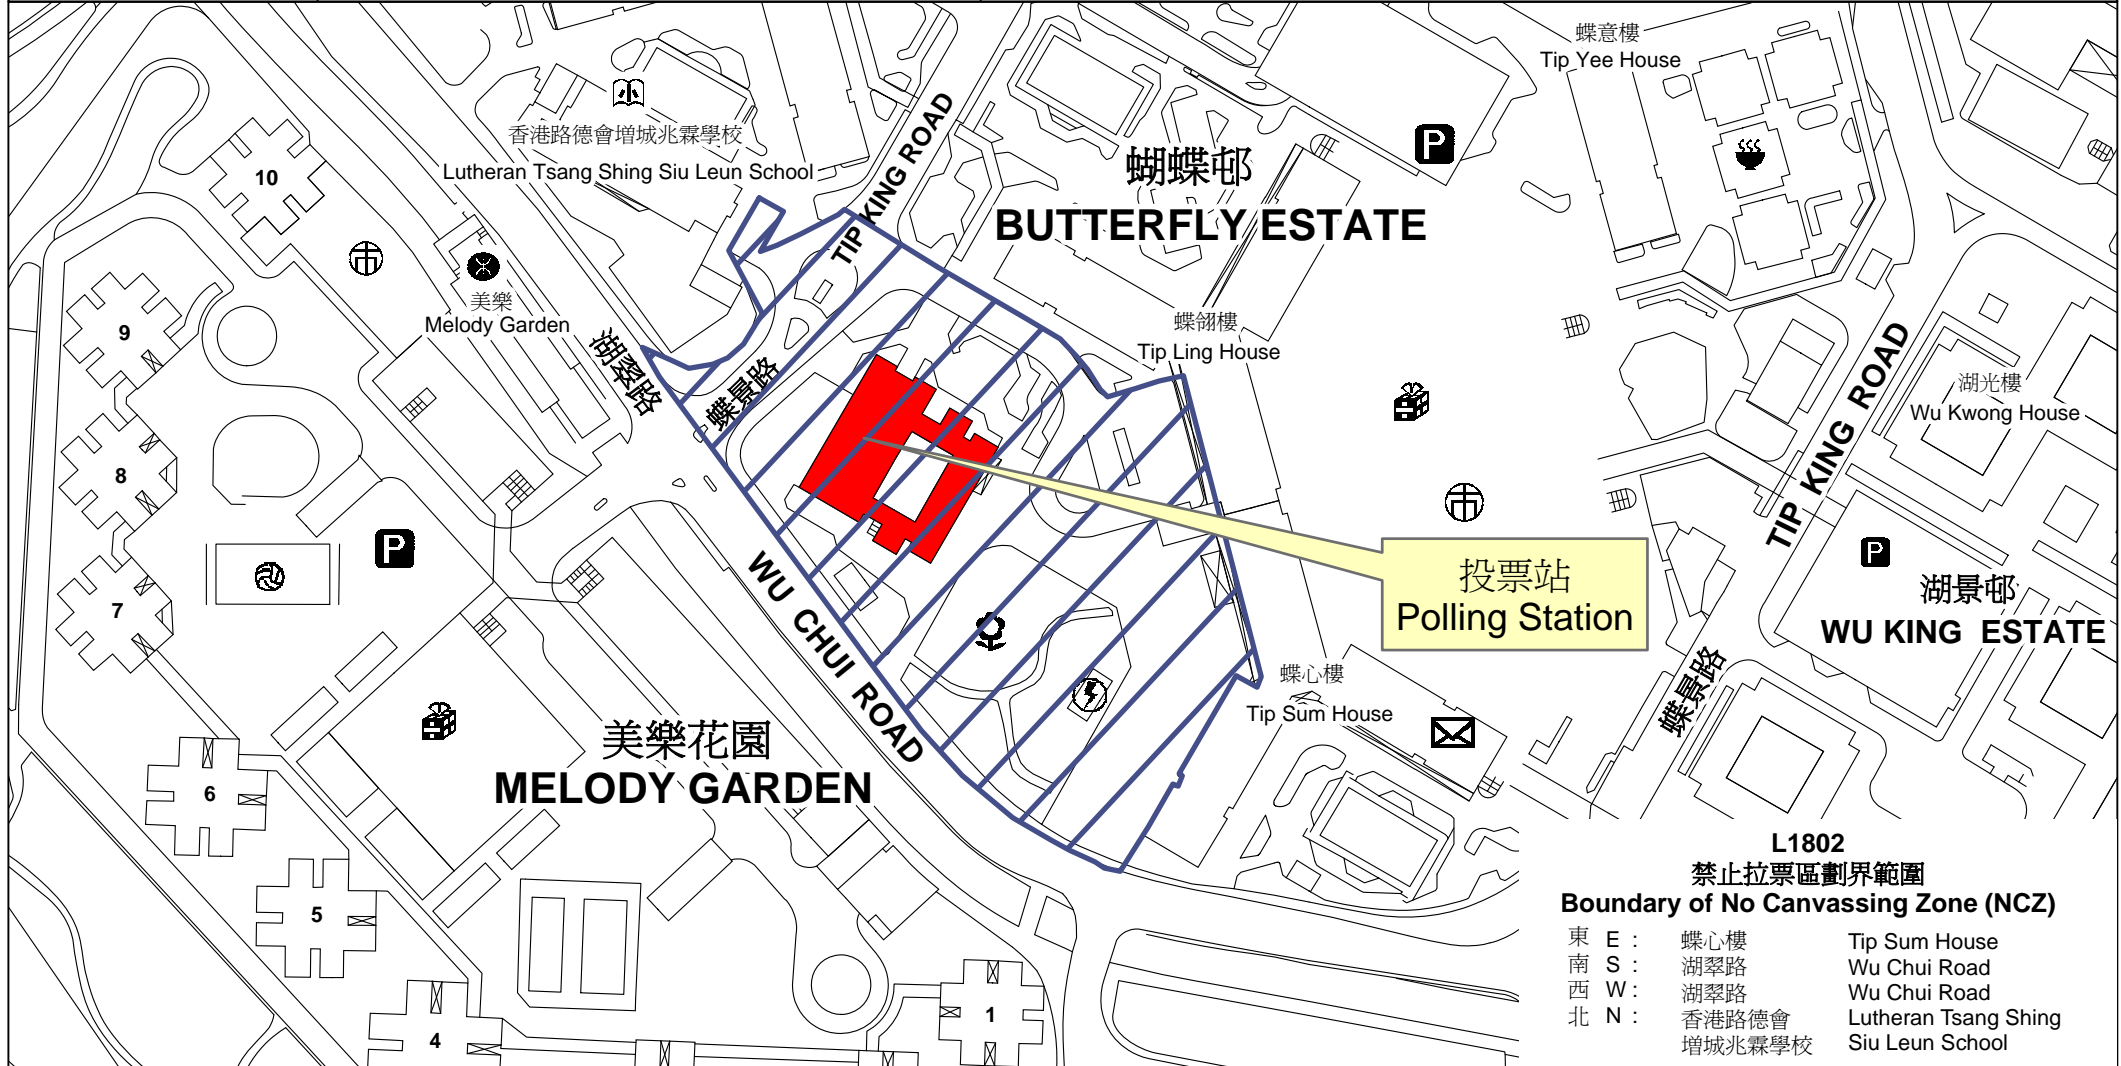 蝶意樓
Tip Yee House
香港路德會增城兆霖學校
Lutheran Tsang Shing Siu Leun School
TIP KING ROAD
蝴蝶邨
BUTTERFLY ESTATE
P
10
美樂
Melody Garden
湖翠路
蝶景路
蝶翎樓
Tip Ling House
9
8
7
P
TIP KING ROAD
湖光樓
Wu Kwong House
投票站
Polling Station
P
湖景邨
WU KING ESTATE
蝶景路
WU CHUI ROAD
蝶心樓
Tip Sum House
美樂花園
MELODY GARDEN
6
5
4
1
L1802
禁止拉票區劃界範圍
Boundary of No Canvassing Zone (NCZ)
東 E : 蝶心樓 Tip Sum House
南 S : 湖翠路 Wu Chui Road
西 W : 湖翠路 Wu Chui Road
北 N : 香港路德會 Lutheran Tsang Shing
增城兆霖學校 Siu Leun School